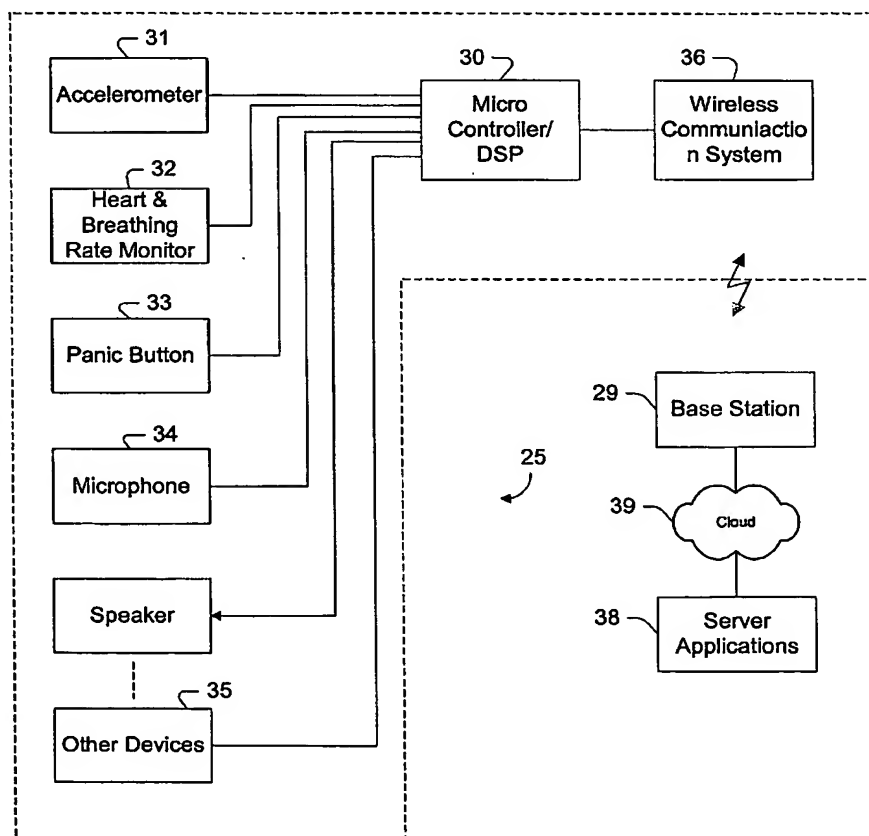 31
Accelerometer
30
Micro
Controller/
DSP
36
Wireless
Communiactio
n System
32
Heart &
Breathing
Rate Monitor
33
Panic Button
34
Microphone
Speaker
35
Other Devices
25
29
Base Station
39
Cloud
38
Server
Applications